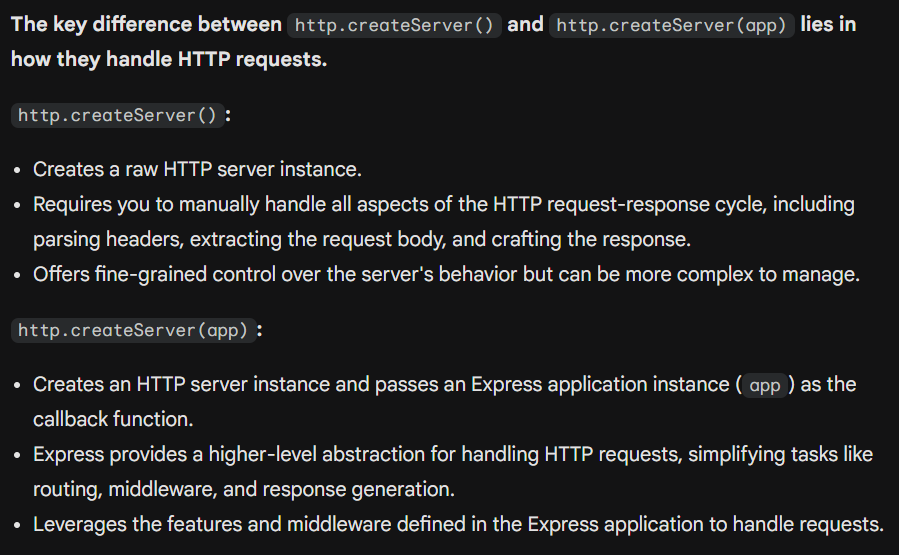 The key difference between http.createServer() and http.createServer(app) lies in
how they handle HTTP requests.
http.createServer():
• Creates a raw HTTP server instance.
• Requires you to manually handle all aspects of the HTTP request-response cycle, including
parsing headers, extracting the request body, and crafting the response.
• Offers fine-grained control over the server's behavior but can be more complex to manage.
http.createServer(app):
• Creates an HTTP server instance and passes an Express application instance (app) as the
callback function.
• Express provides a higher-level abstraction for handling HTTP requests, simplifying tasks like
routing, middleware, and response generation.
• Leverages the features and middleware defined in the Express application to handle requests.